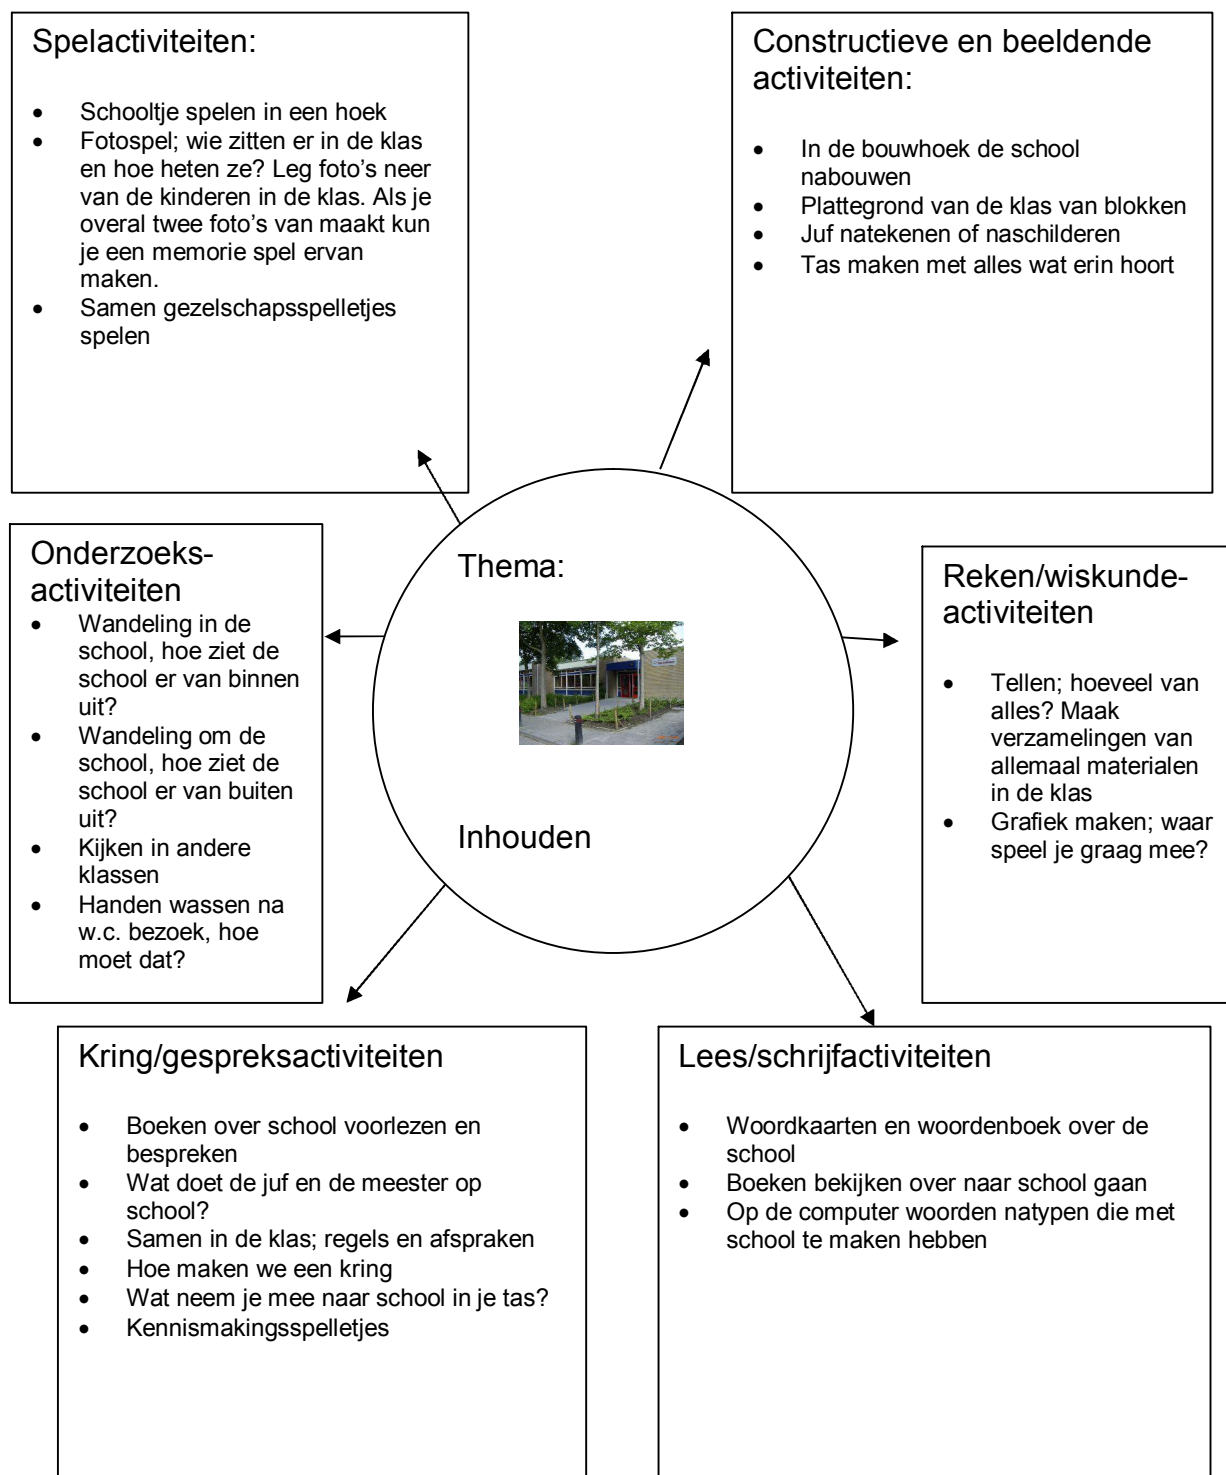 Spelactiviteiten:
• Schooltje spelen in een hoek
• Fotospel; wie zitten er in de klas
en hoe heten ze? Leg foto's neer
van de kinderen in de klas. Als je
overal twee foto's van maakt kun
je een memorie spel ervan
maken.
• Samen gezelschapsspelletjes
spelen
Constructieve en beeldende
activiteiten:
• In de bouwhoek de school
nabouwen
• Plattegrond van de klas van blokken
• Juf natekenen of naschilderen
• Tas maken met alles wat erin hoort
Onderzoeks-
activiteiten
• Wandeling in de
school, hoe ziet de
school er van binnen
uit?
• Wandeling om de
school, hoe ziet de
school er van buiten
uit?
• Kijken in andere
klassen
• Handen wassen na
w.c. bezoek, hoe
moet dat?
Thema:
Inhouden
Reken/wiskunde-
activiteiten
• Tellen; hoeveel van
alles? Maak
verzamelingen van
allemaal materialen
in de klas
• Grafiek maken; waar
speel je graag mee?
Kring/gespreksactiviteiten
• Boeken over school voorlezen en
bespreken
• Wat doet de juf en de meester op
school?
• Samen in de klas; regels en afspraken
• Hoe maken we een kring
• Wat neem je mee naar school in je tas?
• Kennismakingsspelletjes
Lees/schrijfactiviteiten
• Woordkaarten en woordenboek over de
school
• Boeken bekijken over naar school gaan
• Op de computer woorden natypen die met
school te maken hebben